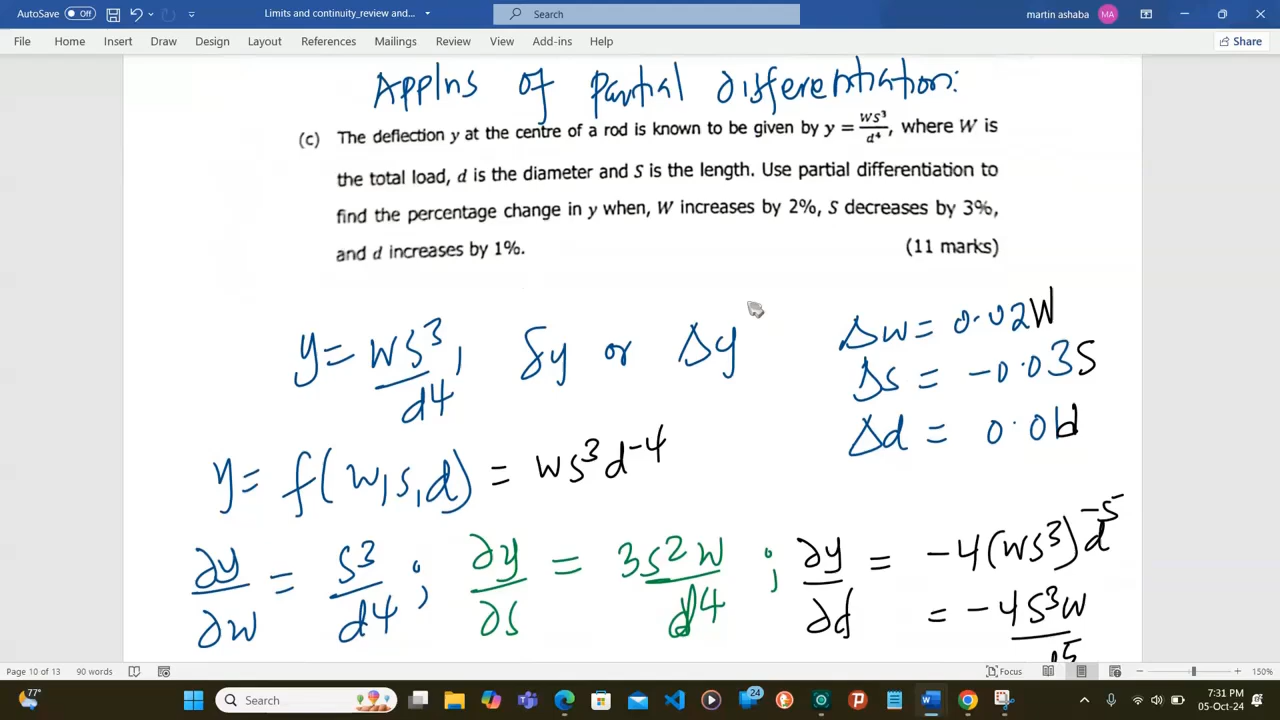 AutoSave Off Limits and continuity_review and... Search martin ashaba MA
File Home Insert Draw Design Layout References Mailings Review View Add-ins Help Share
Applns of Partial Differentiation:
(c) The deflection y at the centre of a rod is known to be given by y = WS³/d⁴, where W is
the total load, d is the diameter and S is the length. Use partial differentiation to
find the percentage change in y when, W increases by 2%, S decreases by 3%,
and d increases by 1%. (11 marks)
y = ws³/d4, δy or Δy
Δw = 0.02W
Δs = -0.03S
Δd = 0.01d
y = f(w,s,d) = ws³d-4
∂y/∂w = s³/d4 ; ∂y/∂s = 3s²w/d4 ; ∂y/∂d = -4(ws³)d-5
= -4s³w/d5
Page 10 of 13 90 words Focus 150%
77° Search 24 7:31 PM
05-Oct-24